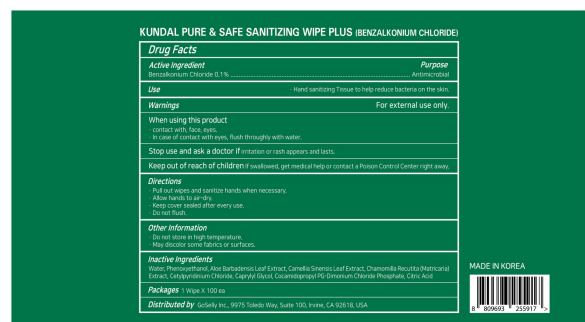 KUNDAL PURE & SAFE SANITIZING WIPE PLUS (BENZALKONIUM CHLORIDE)
Drug Facts
Active Ingredient Purpose
Benzalkonium Chloride 0.1% ........ Antimicrobial
Use · Hand sanitizing Tissue to help reduce bacteria on the skin.
Warnings For external use only.
When using this product
· contact with, face, eyes.
· In case of contact with eyes, flush throughly with water.
Stop use and ask a doctor if irritation or rash appears and lasts.
Keep out of reach of children If swallowed, get medical help or contact a Poison Control Center right away.
Directions
· Pull out wipes and sanitize hands when necessary.
· Allow hands to air-dry.
· Keep cover sealed after every use.
· Do not flush.
Other Information
· Do not store in high temperature.
· May discolor some fabrics or surfaces.
Inactive Ingredients
Water, Phenoxyethanol, Aloe Barbadensis Leaf Extract, Camellia Sinensis Leaf Extract, Chamomilla Recutita (Matricaria)
Extract, Cetylpyridinium Chloride, Caprylyl Glycol, Cocamidopropyl PG-Dimonium Chloride Phosphate, Citric Acid
Packages 1 Wipe X 100 ea
Distributed by GoSelly Inc., 9975 Toledo Way, Suite 100, Irvine, CA 92618, USA
MADE IN KOREA
8 809693 255917 >